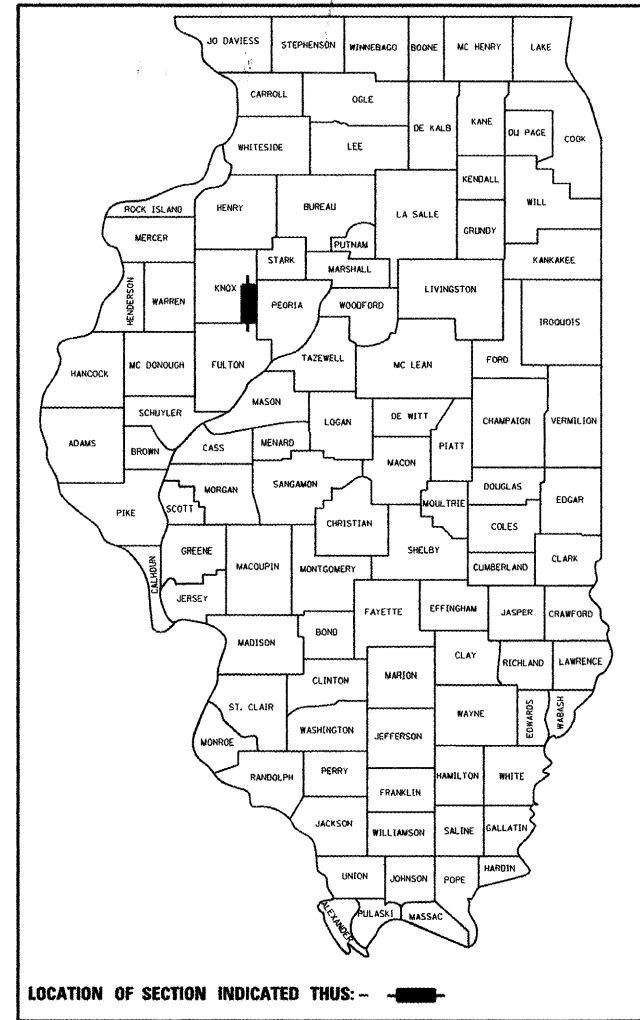 JO DAVIESS STEPHENSON WINNEBAGO BOONE MC HENRY LAKE
CARROLL OGLE DE KALB KANE DU PAGE COOK
WHITESIDE LEE
KENDALL
ROCK ISLAND HENRY BUREAU LA SALLE WILL
MERCER PUTNAM GRUNDY
STARK MARSHALL KANKAKEE
HENDERSON WARREN KNOX PEORIA WOODFORD LIVINGSTON IROQUOIS
HANCOCK MC DONOUGH FULTON TAZEWELL MC LEAN FORD
MASON
SCHUYLER LOGAN DE WITT CHAMPAIGN VERMILION
ADAMS BROWN CASS MENARD MACON PIATT
MORGAN SANGAMON DOUGLAS EDGAR
PIKE SCOTT CHRISTIAN MOULTRIE COLES
GREENE SHELBY
CALHOUN MACOUPIN MONTGOMERY CUMBERLAND CLARK
JERSEY FAYETTE EFFINGHAM JASPER CRAWFORD
MADISON BOND
CLAY RICHLAND LAWRENCE
CLINTON MARION
ST. CLAIR WAYNE EDWARDS WABASH
WASHINGTON JEFFERSON
MONROE
RANDOLPH PERRY HAMILTON WHITE
FRANKLIN
JACKSON WILLIAMSON SALINE GALLATIN
UNION JOHNSON POPE HARDIN
ALEXANDER PULASKI MASSAC
LOCATION OF SECTION INDICATED THUS: -